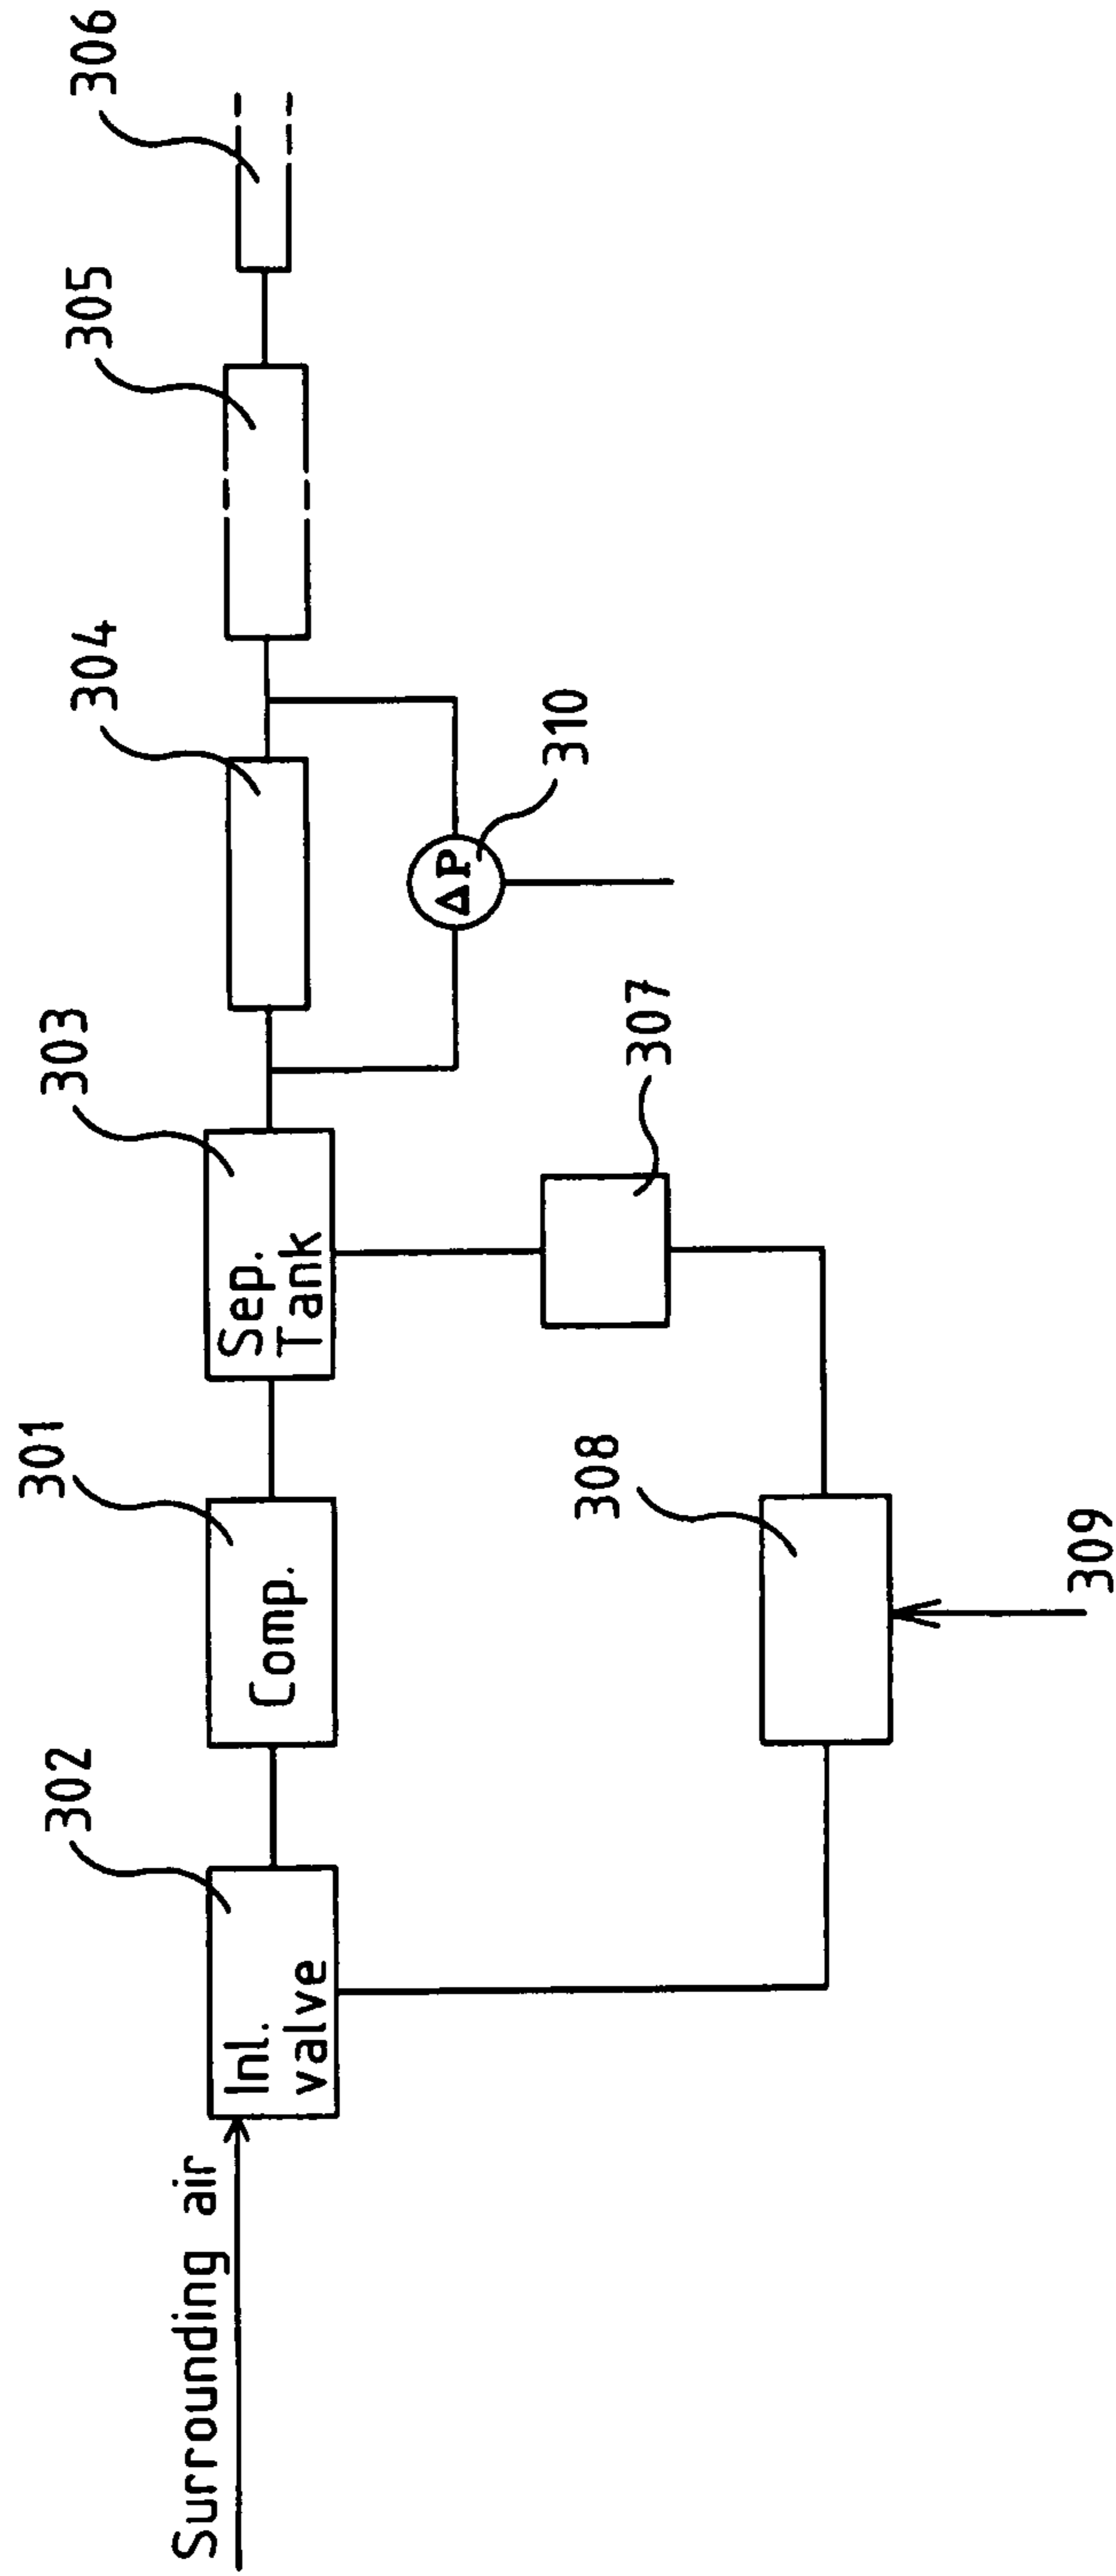 Surrounding air
302
Inl.
valve
301
Comp.
303
Sep.
Tank
304
305
306
310
ΔP
307
308
309